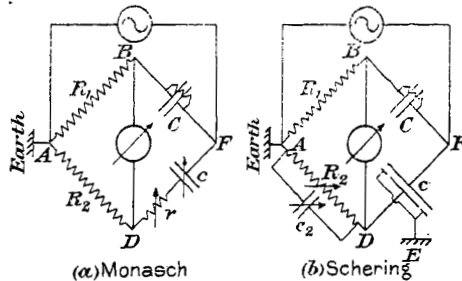 B B
R₁ R₁
C C
Earth A F Earth A F
R₂ c R₂ c
r c₂
D D E
(a) Monasch (b) Schering